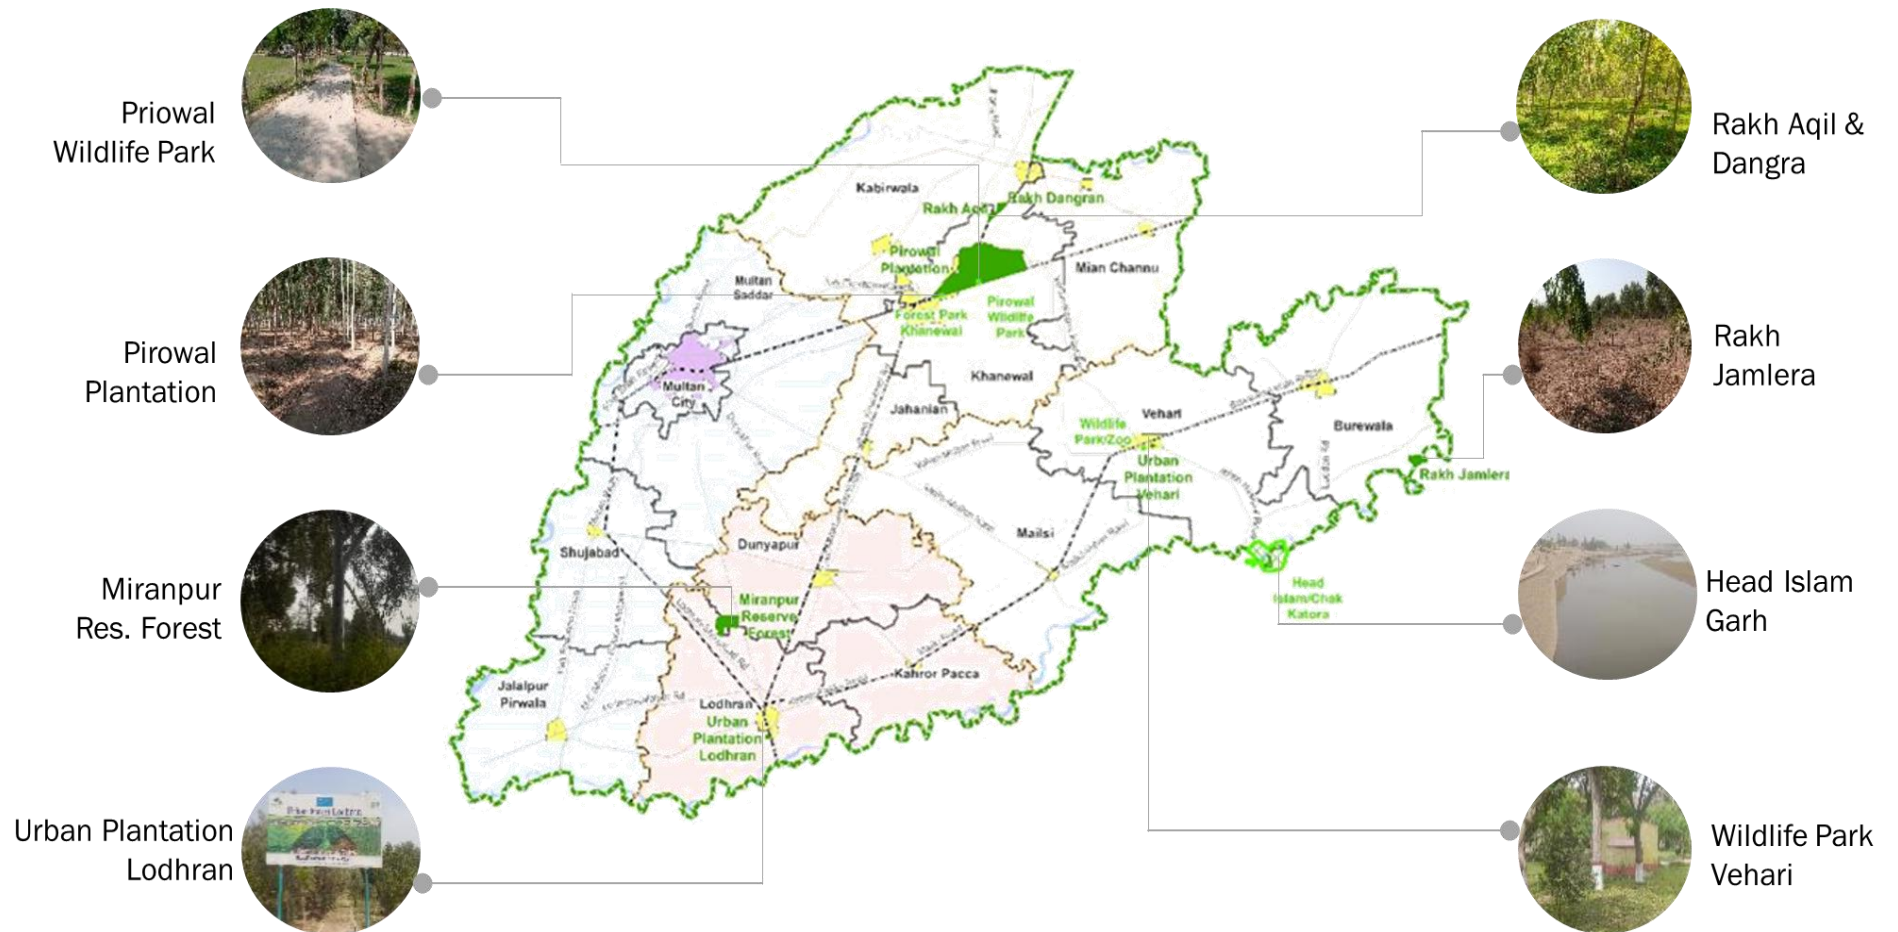 Priowal
Wildlife Park
Pirowal
Plantation
Miranpur
Res. Forest
Urban Plantation
Lodhran
Kabirwala
Rakh Aqil
Rakh Dangran
Pirowal
Plantation
Mian Channu
Multan
Saddar
Forest Park
Khanewal
Pirowal
Wildlife
Park
Multan
City
Khanewal
Jahanian
Wildlife
Park/Zoo
Vehari
Urban
Plantation
Vehari
Burewala
Rakh Jamlera
Mailsi
Dunyapur
Shujabad
Miranpur
Reserve
Forest
Head
Islam/Chak
Katora
Kahror Pacca
Jalalpur
Pirwala
Lodhran
Urban
Plantation
Lodhran
Rakh Aqil &
Dangra
Rakh
Jamlera
Head Islam
Garh
Wildlife Park
Vehari